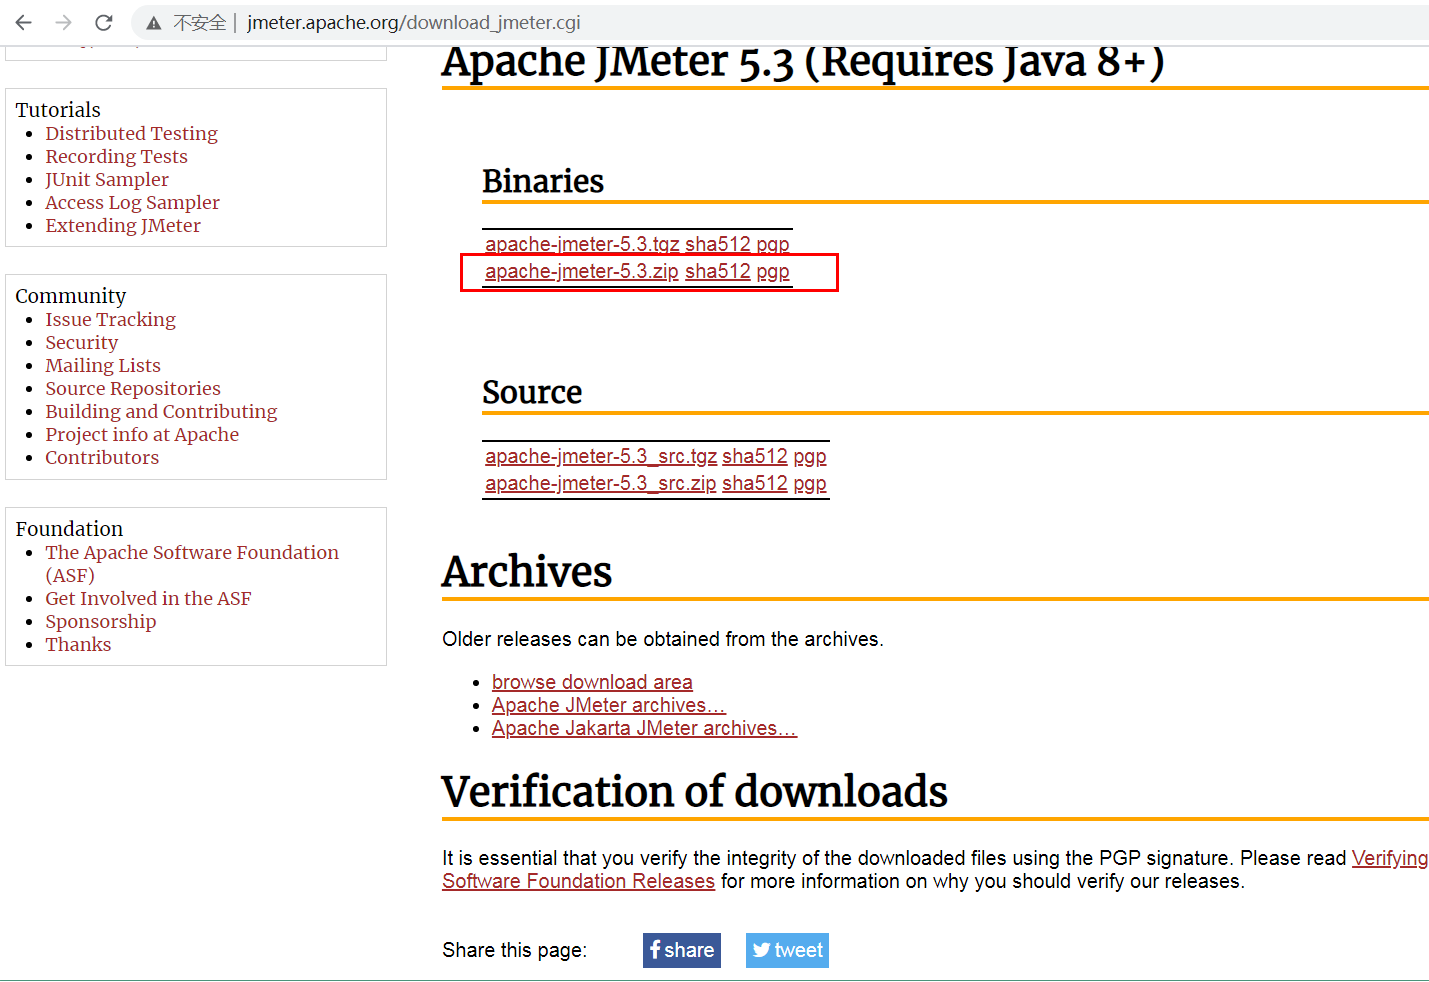 不安全 | jmeter.apache.org/download_jmeter.cgi
Tutorials
Distributed Testing
Recording Tests
JUnit Sampler
Access Log Sampler
Extending JMeter
Community
Issue Tracking
Security
Mailing Lists
Source Repositories
Building and Contributing
Project info at Apache
Contributors
Foundation
The Apache Software Foundation
(ASF)
Get Involved in the ASF
Sponsorship
Thanks
Apache JMeter 5.3 (Requires Java 8+)
Binaries
apache-jmeter-5.3.tgz sha512 pgp
apache-jmeter-5.3.zip sha512 pgp
Source
apache-jmeter-5.3_src.tgz sha512 pgp
apache-jmeter-5.3_src.zip sha512 pgp
Archives
Older releases can be obtained from the archives.
browse download area
Apache JMeter archives…
Apache Jakarta JMeter archives…
Verification of downloads
It is essential that you verify the integrity of the downloaded files using the PGP signature. Please read Verifying
Software Foundation Releases for more information on why you should verify our releases.
Share this page: share tweet